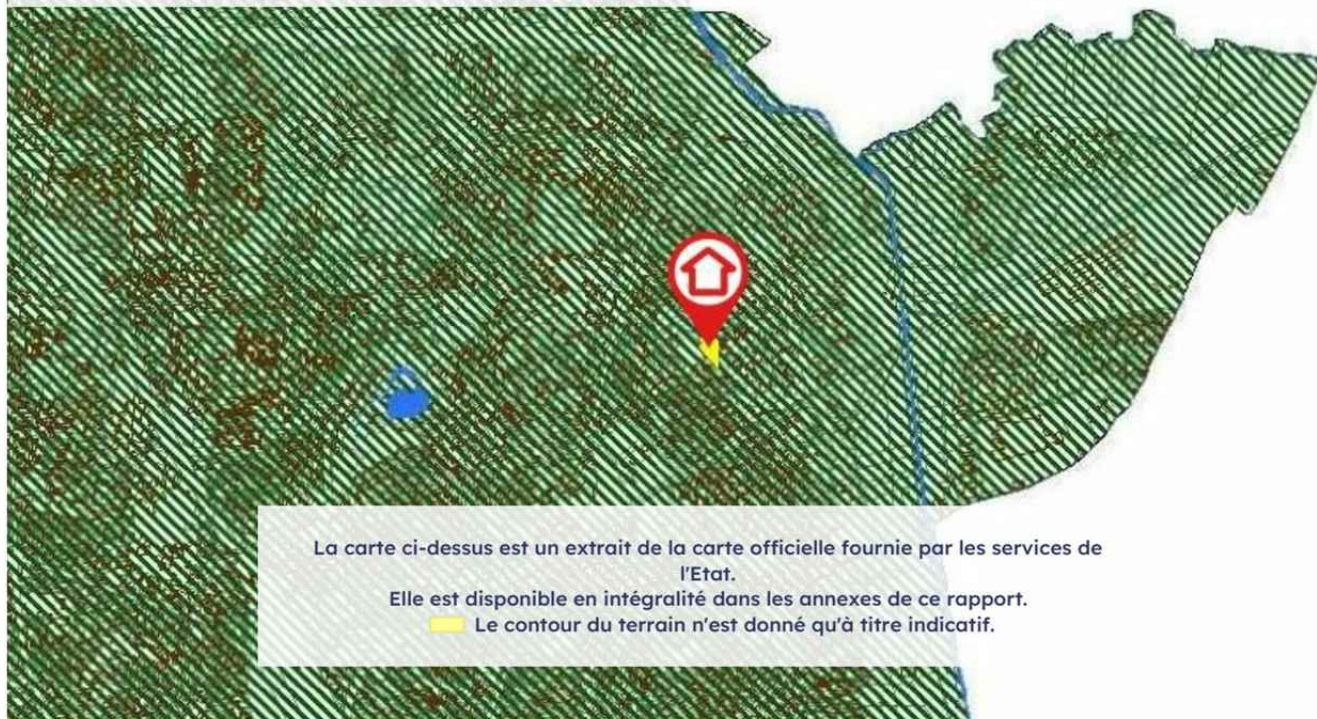 La carte ci-dessus est un extrait de la carte officielle fournie par les services de
l'Etat.
Elle est disponible en intégralité dans les annexes de ce rapport.
Le contour du terrain n'est donné qu'à titre indicatif.